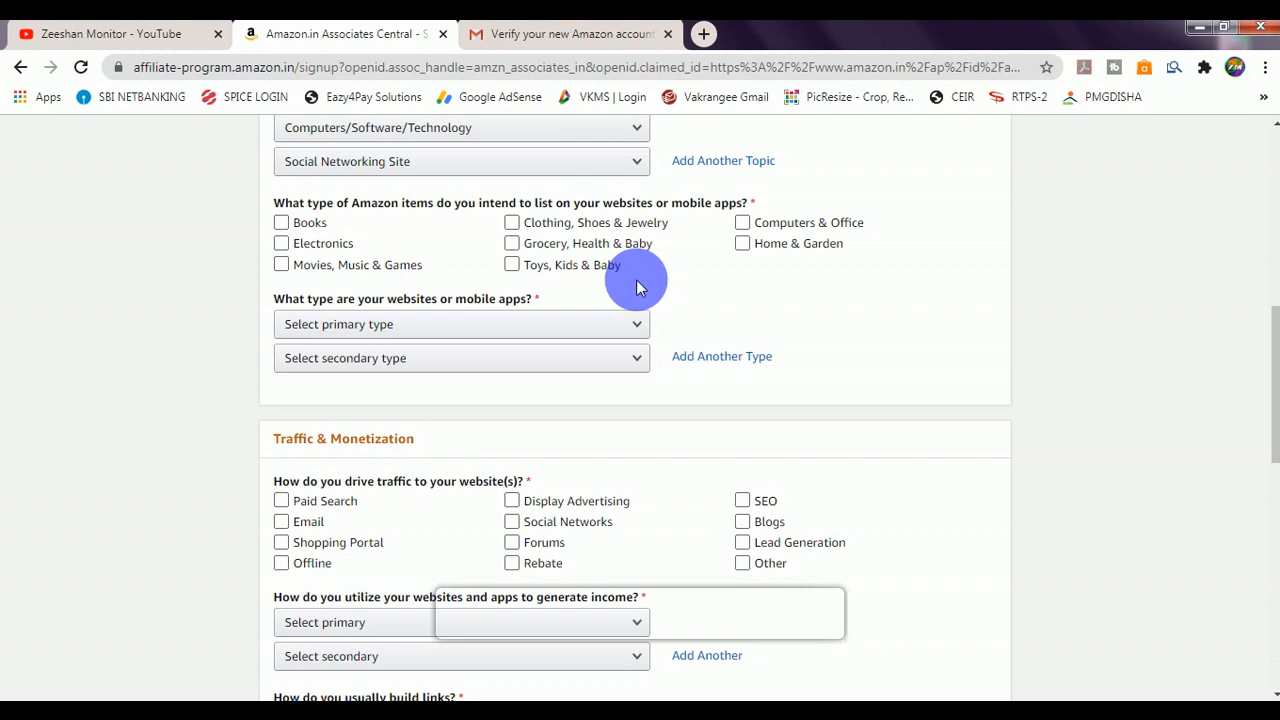 Zeeshan Monitor - YouTube
Amazon.in Associates Central - S
Verify your new Amazon account
affiliate-program.amazon.in/signup?openid.assoc_handle=amzn_associates_in&openid.claimed_id=https%3A%2F%2Fwww.amazon.in%2Fap%2Fid%2Fa...
Apps SBI NETBANKING SPICE LOGIN Eazy4Pay Solutions Google AdSense VKMS | Login Vakrangee Gmail PicResize - Crop, Re... CEIR RTPS-2 PMGDISHA »
Computers/Software/Technology
Social Networking Site Add Another Topic
What type of Amazon items do you intend to list on your websites or mobile apps? *
Books Clothing, Shoes & Jewelry Computers & Office
Electronics Grocery, Health & Baby Home & Garden
Movies, Music & Games Toys, Kids & Baby
What type are your websites or mobile apps? *
Select primary type
Select secondary type Add Another Type
Traffic & Monetization
How do you drive traffic to your website(s)? *
Paid Search Display Advertising SEO
Email Social Networks Blogs
Shopping Portal Forums Lead Generation
Offline Rebate Other
How do you utilize your websites and apps to generate income? *
Select primary
Select secondary Add Another
How do you usually build links? *